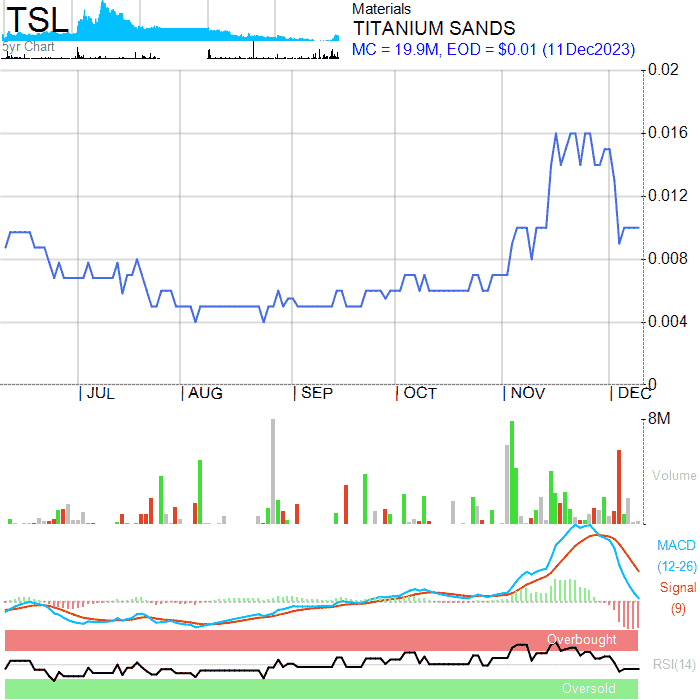 TSL
5yr Chart
Materials
TITANIUM SANDS
MC = 19.9M, EOD = $0.01 (11Dec2023)
0.02
0.016
0.012
0.008
0.004
0
JUL AUG SEP OCT NOV DEC
8M
Volume
MACD
(12-26)
Signal
(9)
Overbought
RSI(14)
Oversold